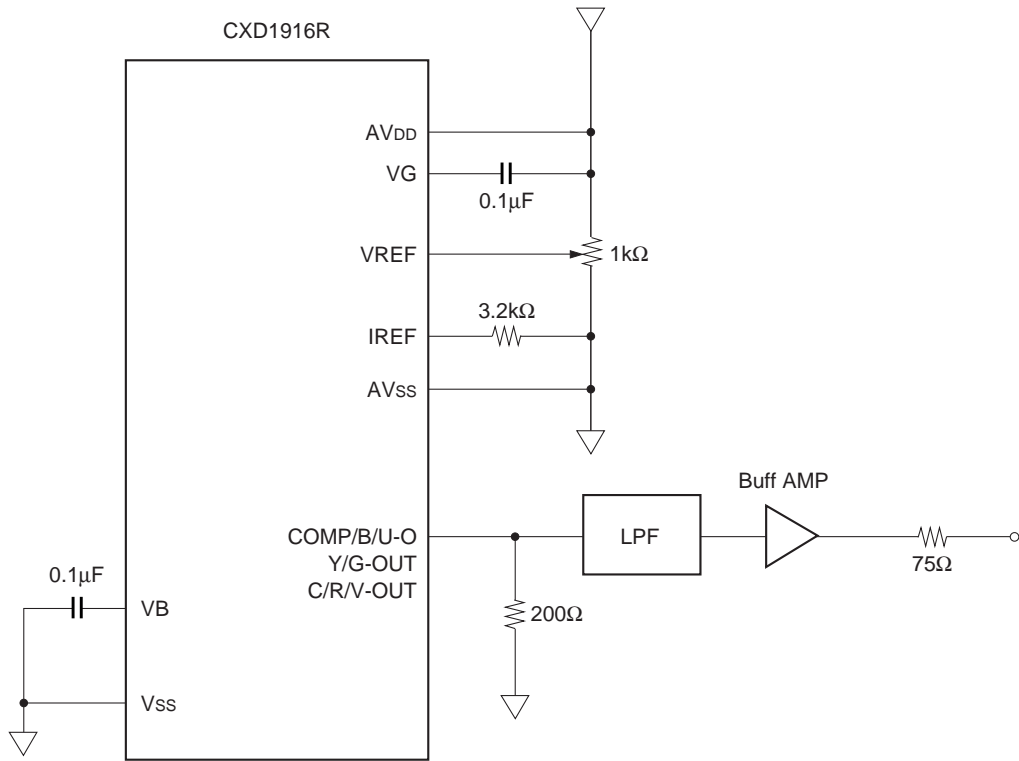 CXD1916R
AVDD
VG
0.1μF
VREF
1kΩ
3.2kΩ
IREF
AVSS
Buff AMP
COMP/B/U-O
LPF
Y/G-OUT
75Ω
C/R/V-OUT
0.1μF
VB
200Ω
VSS